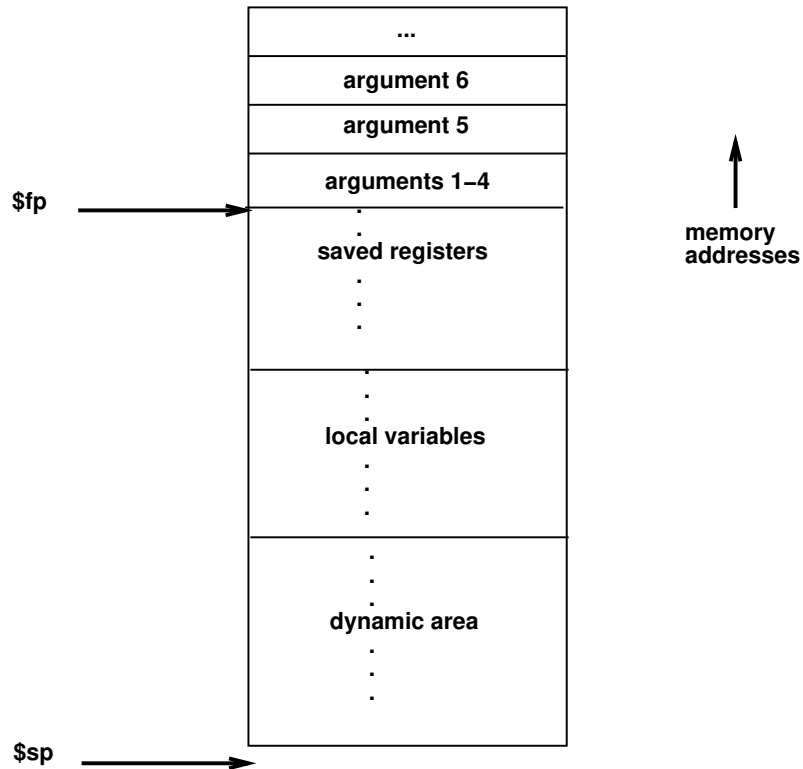 ...
argument 6
argument 5
arguments 1–4
$fp
saved registers
memory
addresses
local variables
dynamic area
$sp